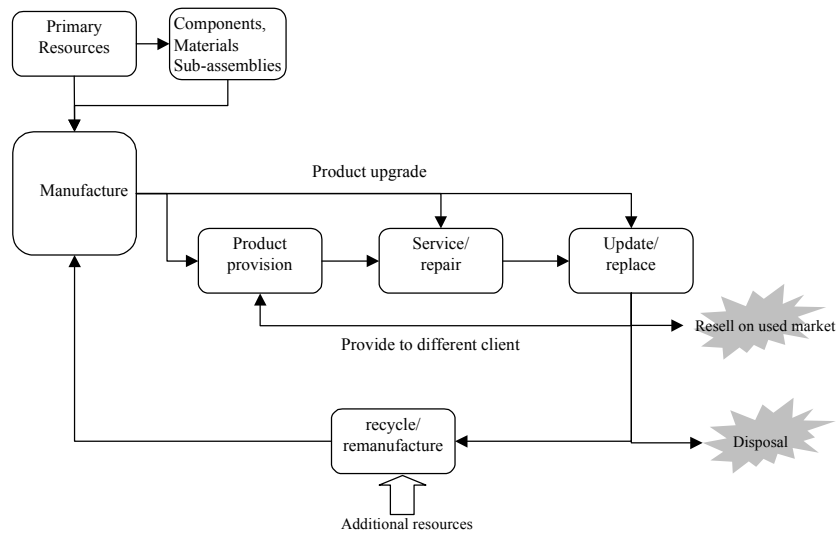 Primary
Resources
Components,
Materials
Sub-assemblies
Manufacture
Product upgrade
Product
provision
Service/
repair
Update/
replace
Resell on used market
Provide to different client
recycle/
remanufacture
Disposal
Additional resources